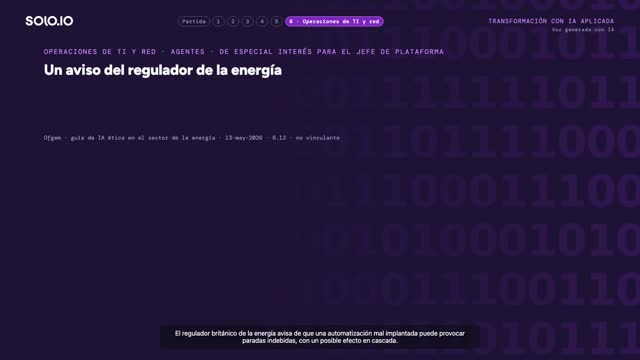 SOLO.IO
Partida 1 2 3 4 5 6 · Operaciones de TI y red
TRANSFORMACIÓN CON IA APLICADA
Voz generada con IA
OPERACIONES DE TI Y RED · AGENTES · DE ESPECIAL INTERÉS PARA EL JEFE DE PLATAFORMA
Un aviso del regulador de la energía
Ofgem · guía de IA ética en el sector de la energía · 13-may-2026 · 6.12 · no vinculante
El regulador británico de la energía avisa de que una automatización mal implantada puede provocar
paradas indebidas, con un posible efecto en cascada.